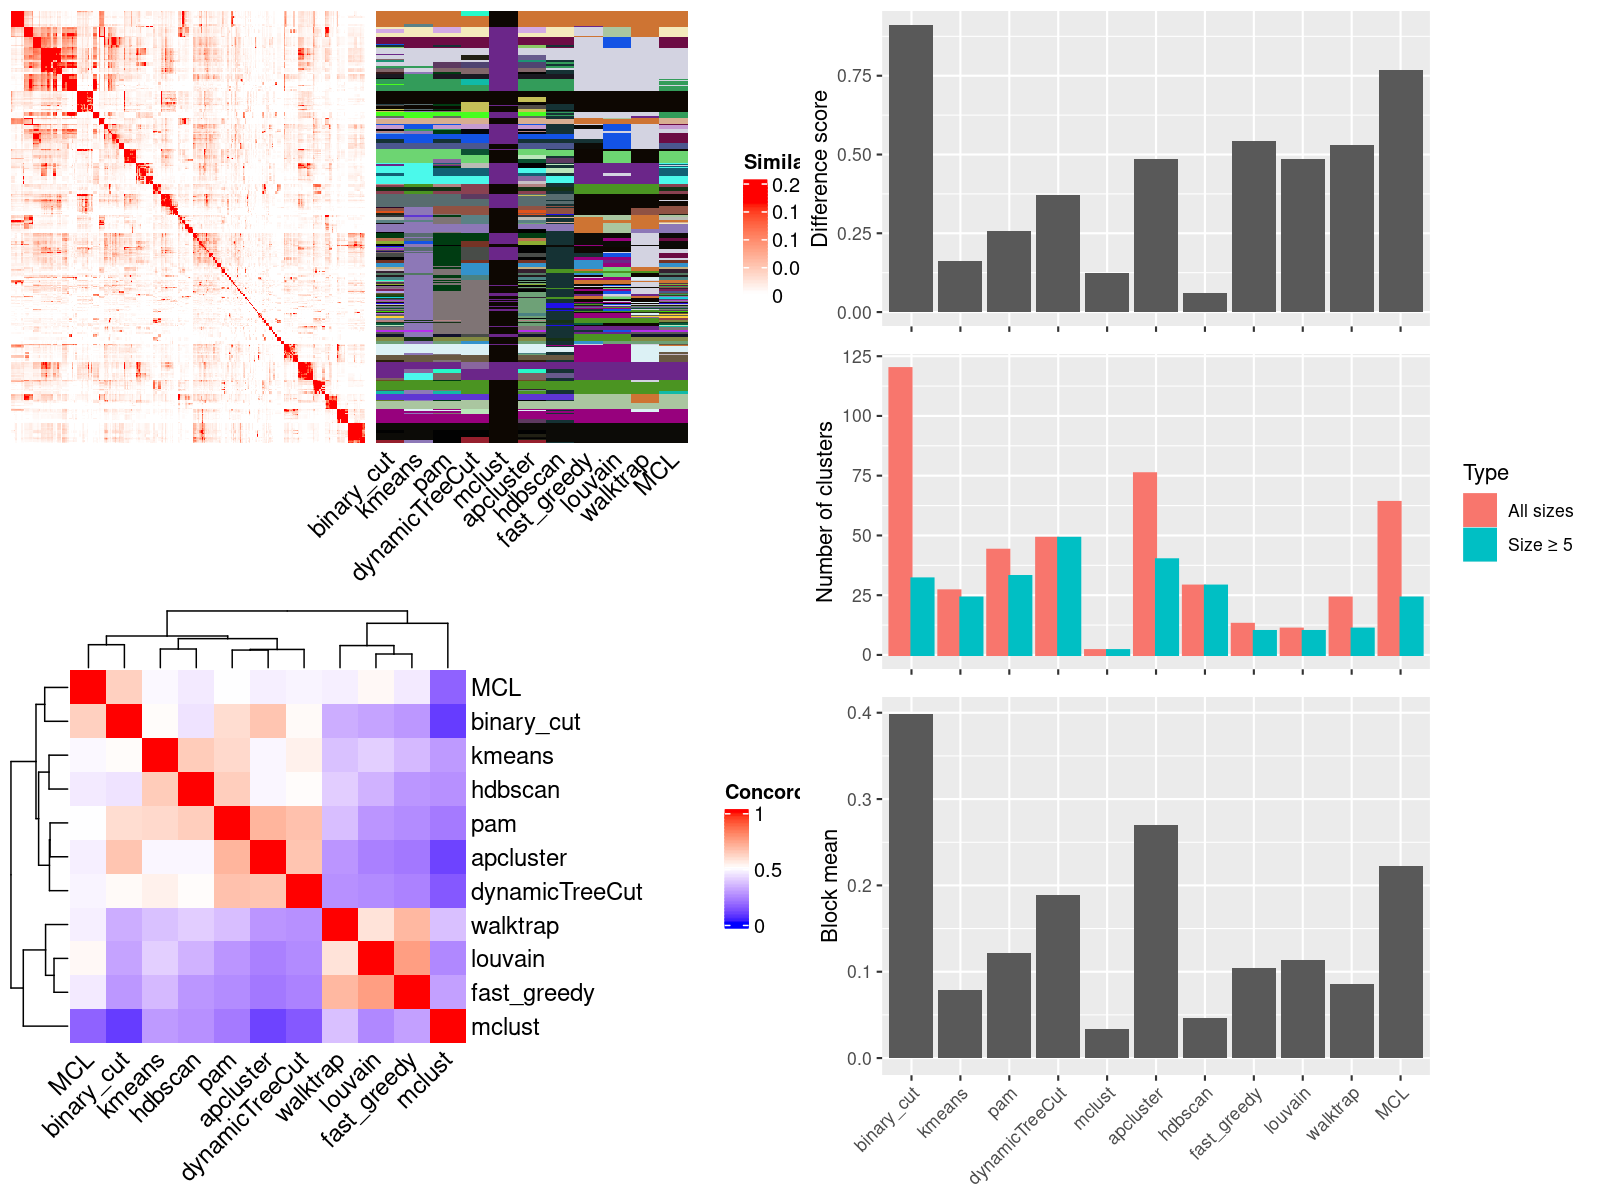 Simila
0.2
0.1
0.1
0.0
0
binary_cut
kmeans
pam
dynamicTreeCut
mclust
apcluster
hdbscan
fast_greedy
louvain
walktrap
MCL
MCL
binary_cut
kmeans
hdbscan
pam
apcluster
dynamicTreeCut
walktrap
louvain
fast_greedy
mclust
MCL
binary_cut
kmeans
hdbscan
pam
apcluster
dynamicTreeCut
walktrap
louvain
fast_greedy
mclust
Concord
1
0.5
0
Difference score
0.75
0.50
0.25
0.00
Number of clusters
125
100
75
50
25
0
Type
All sizes
Size ≥ 5
Block mean
0.4
0.3
0.2
0.1
0.0
binary_cut
kmeans
pam
dynamicTreeCut
mclust
apcluster
hdbscan
fast_greedy
louvain
walktrap
MCL